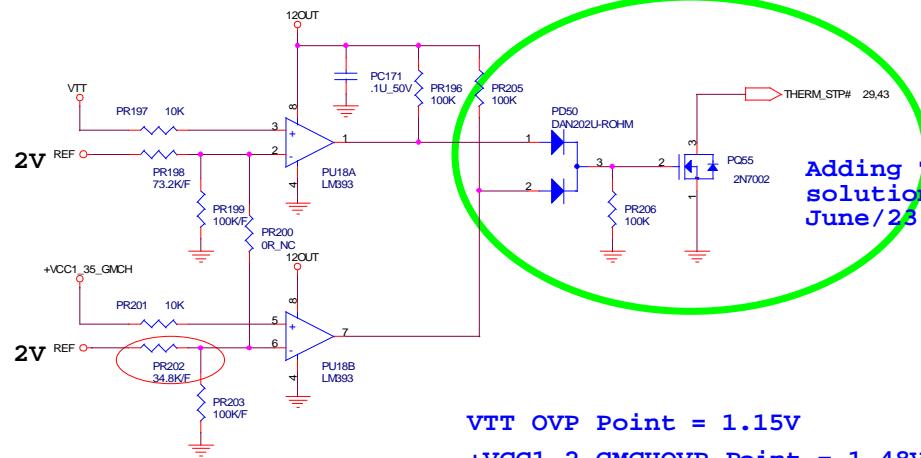 12OUT
PC171
.1U_50V
PR196
100K
PR205
100K
PD50
DAN202U-ROHM
THERM_STP# 29,43
VTT
PR197 10K
3
8
1
2V REF
2
4
PR198
73.2K/F
PU18A
LM393
1
2
3
2
3
1
PQ55
2N7002
PR206
100K
Adding
solution
June/23
PR199
100K/F
PR200
0R_NC
12OUT
+VCC1_35_GMCH
PR201 10K
5
8
7
2V REF
6
4
PR202
34.8K/F
PU18B
LM393
PR203
100K/F
VTT OVP Point = 1.15V